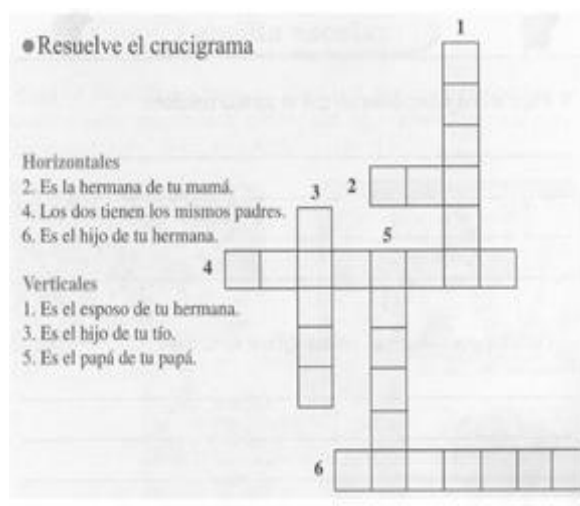 ● Resuelve el crucigrama
Horizontales
2. Es la hermana de tu mamá.
4. Los dos tienen los mismos padres.
6. Es el hijo de tu hermana.
Verticales
1. Es el esposo de tu hermana.
3. Es el hijo de tu tío.
5. Es el papá de tu papá.
1
2
3
5
4
6